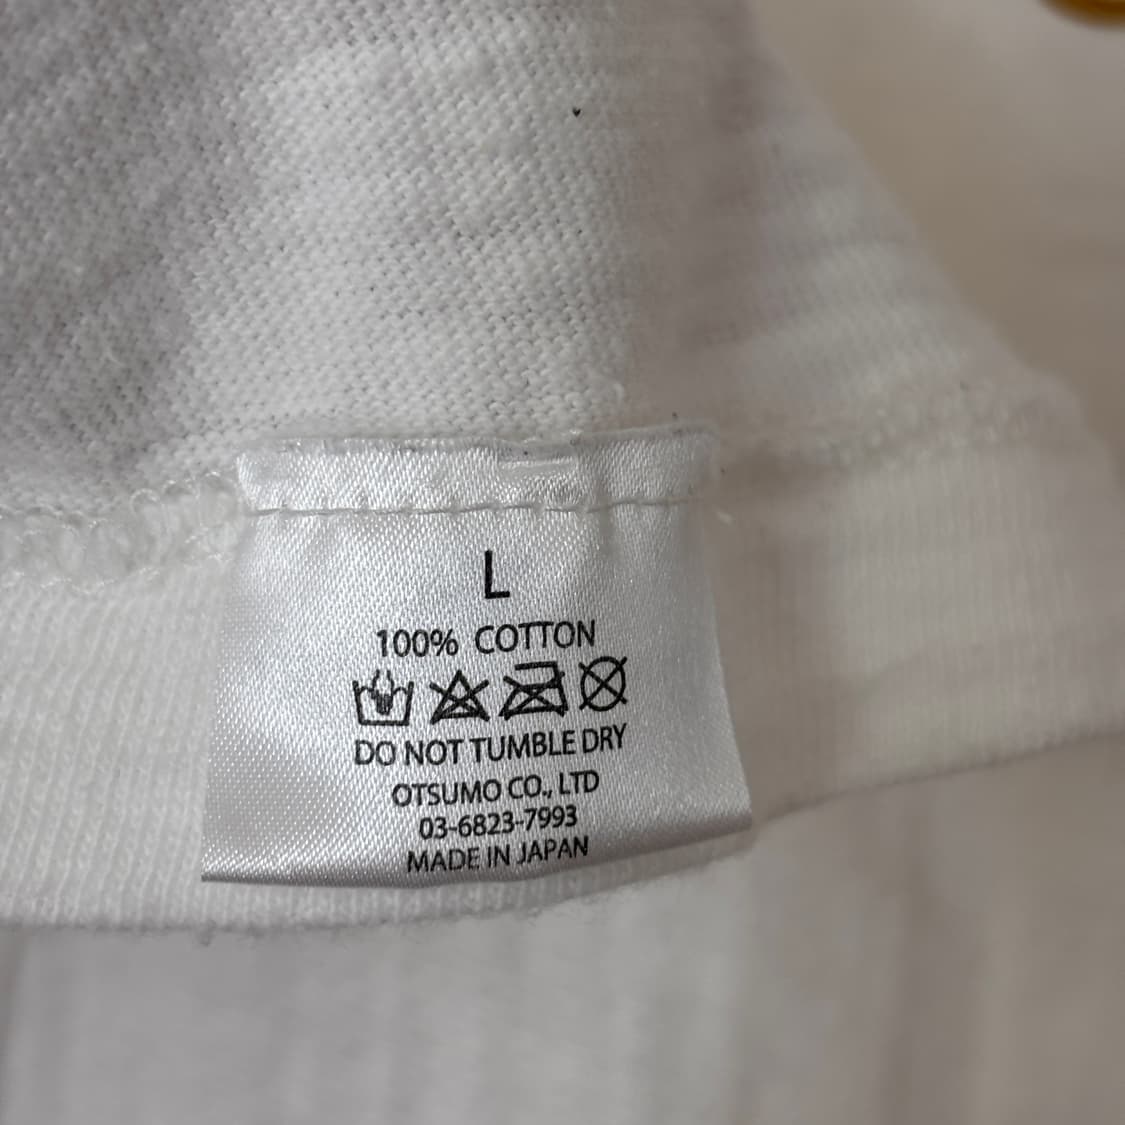 L
100% COTTON
DO NOT TUMBLE DRY
OTSUMO CO., LTD
03-6823-7993
MADE IN JAPAN